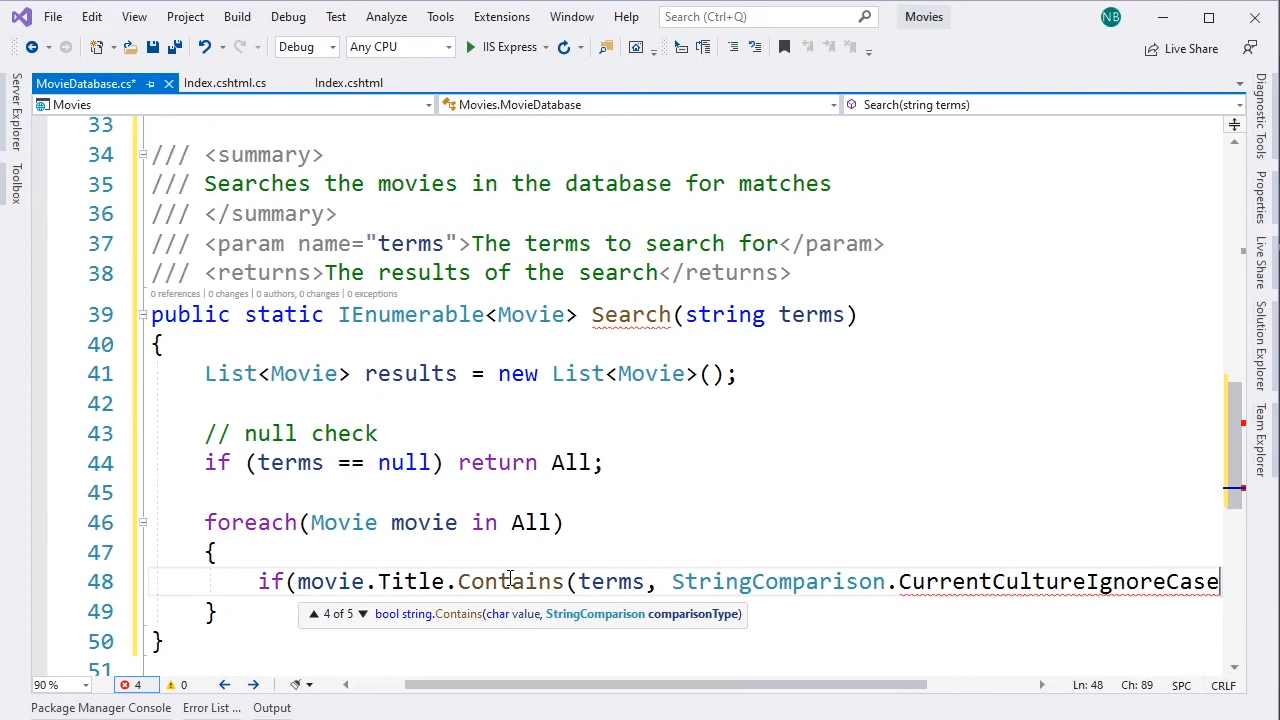 File Edit View Project Build Debug Test Analyze Tools Extensions Window Help Search (Ctrl+Q) Movies NB
Debug Any CPU IIS Express Live Share
MovieDatabase.cs* Index.cshtml.cs Index.cshtml
Movies Movies.MovieDatabase Search(string terms)
33
34 /// <summary>
35 /// Searches the movies in the database for matches
36 /// </summary>
37 /// <param name="terms">The terms to search for</param>
38 /// <returns>The results of the search</returns>
0 references | 0 changes | 0 authors, 0 changes | 0 exceptions
39 public static IEnumerable<Movie> Search(string terms)
40 {
41 List<Movie> results = new List<Movie>();
42
43 // null check
44 if (terms == null) return All;
45
46 foreach(Movie movie in All)
47 {
48 if(movie.Title.Contains(terms, StringComparison.CurrentCultureIgnoreCase
49 }
4 of 5 bool string.Contains(char value, StringComparison comparisonType)
50 }
51
90 % 4 0 Ln: 48 Ch: 89 SPC CRLF
Package Manager Console Error List ... Output
Server Explorer
Toolbox
Diagnostic Tools
Properties
Live Share
Solution Explorer
Team Explorer